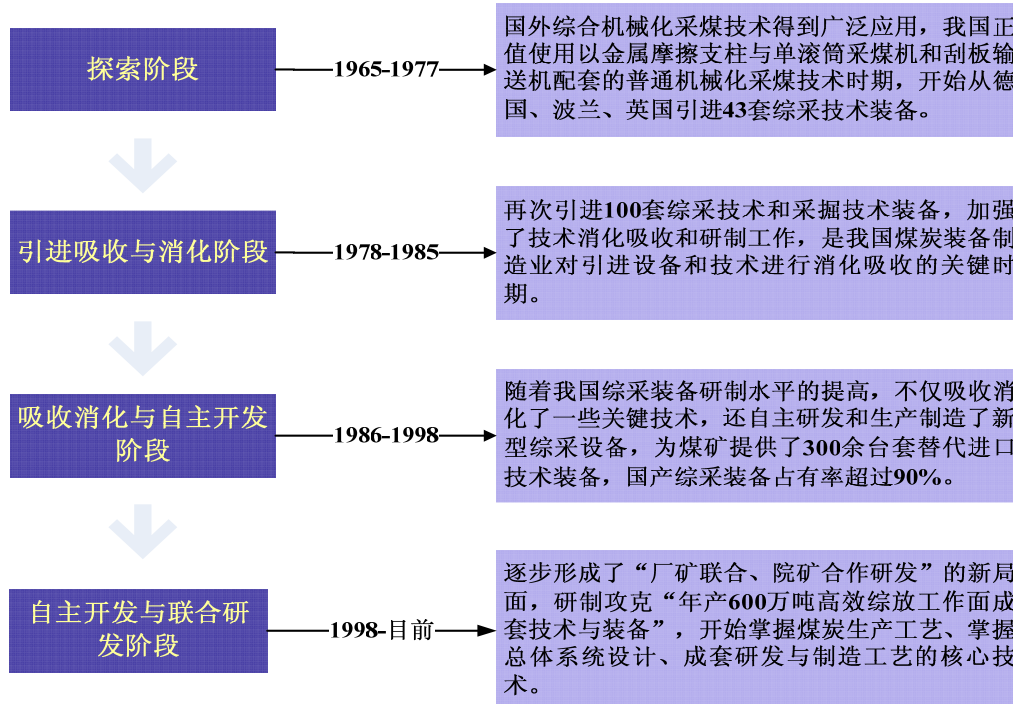 探索阶段
1965-1977
国外综合机械化采煤技术得到广泛应用，我国正
值使用以金属摩擦支柱与单滚筒采煤机和刮板输
送机配套的普通机械化采煤技术时期，开始从德
国、波兰、英国引进43套综采技术装备。
引进吸收与消化阶段
1978-1985
再次引进100套综采技术和采掘技术装备，加强
了技术消化吸收和研制工作，是我国煤炭装备制
造业对引进设备和技术进行消化吸收的关键时
期。
吸收消化与自主开发
阶段
1986-1998
随着我国综采装备研制水平的提高，不仅吸收消
化了一些关键技术，还自主研发和生产制造了新
型综采设备，为煤矿提供了300余台套替代进口
技术装备，国产综采装备占有率超过90%。
自主开发与联合研
发阶段
1998-目前
逐步形成了“厂矿联合、院矿合作研发”的新局
面，研制攻克“年产600万吨高效综放工作面成
套技术与装备”，开始掌握煤炭生产工艺、掌握
总体系统设计、成套研发与制造工艺的核心技
术。